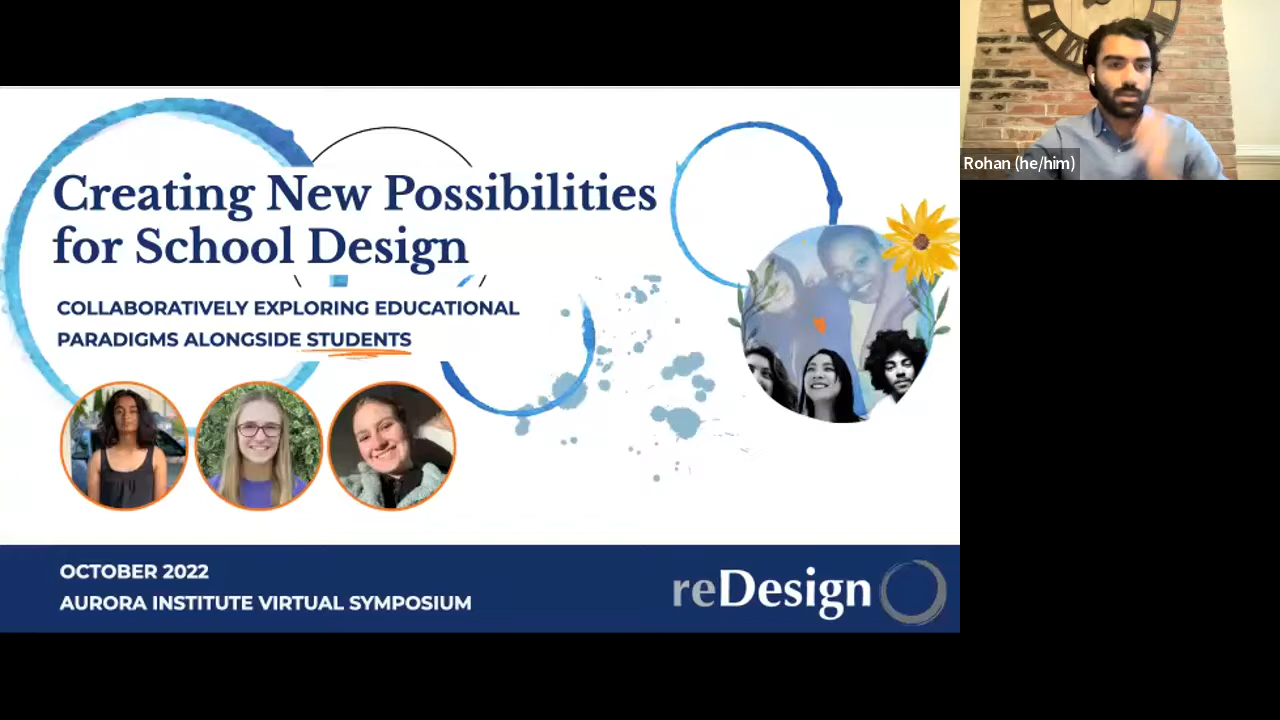 Creating New Possibilities
for School Design
COLLABORATIVELY EXPLORING EDUCATIONAL
PARADIGMS ALONGSIDE STUDENTS
OCTOBER 2022
AURORA INSTITUTE VIRTUAL SYMPOSIUM
reDesign
Rohan (he/him)